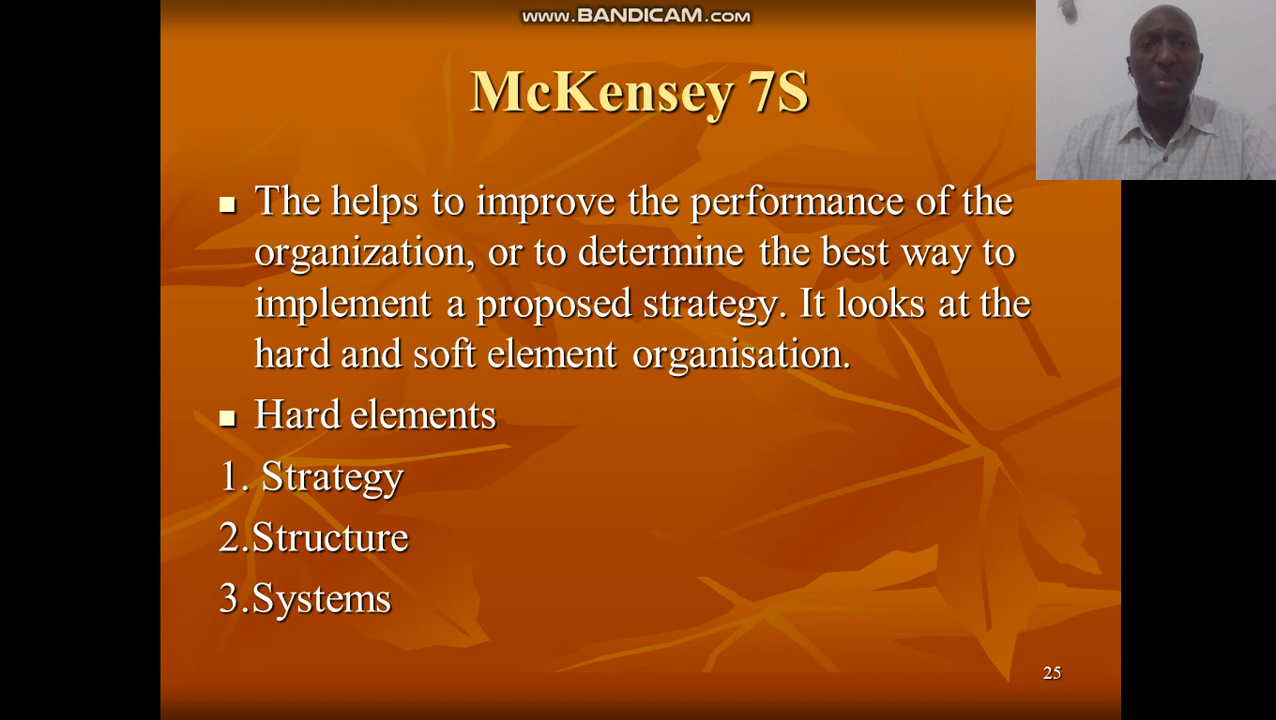 www.BANDICAM.com
McKensey 7S
■ The helps to improve the performance of the
organization, or to determine the best way to
implement a proposed strategy. It looks at the
hard and soft element organisation.
■ Hard elements
1. Strategy
2.Structure
3.Systems
25